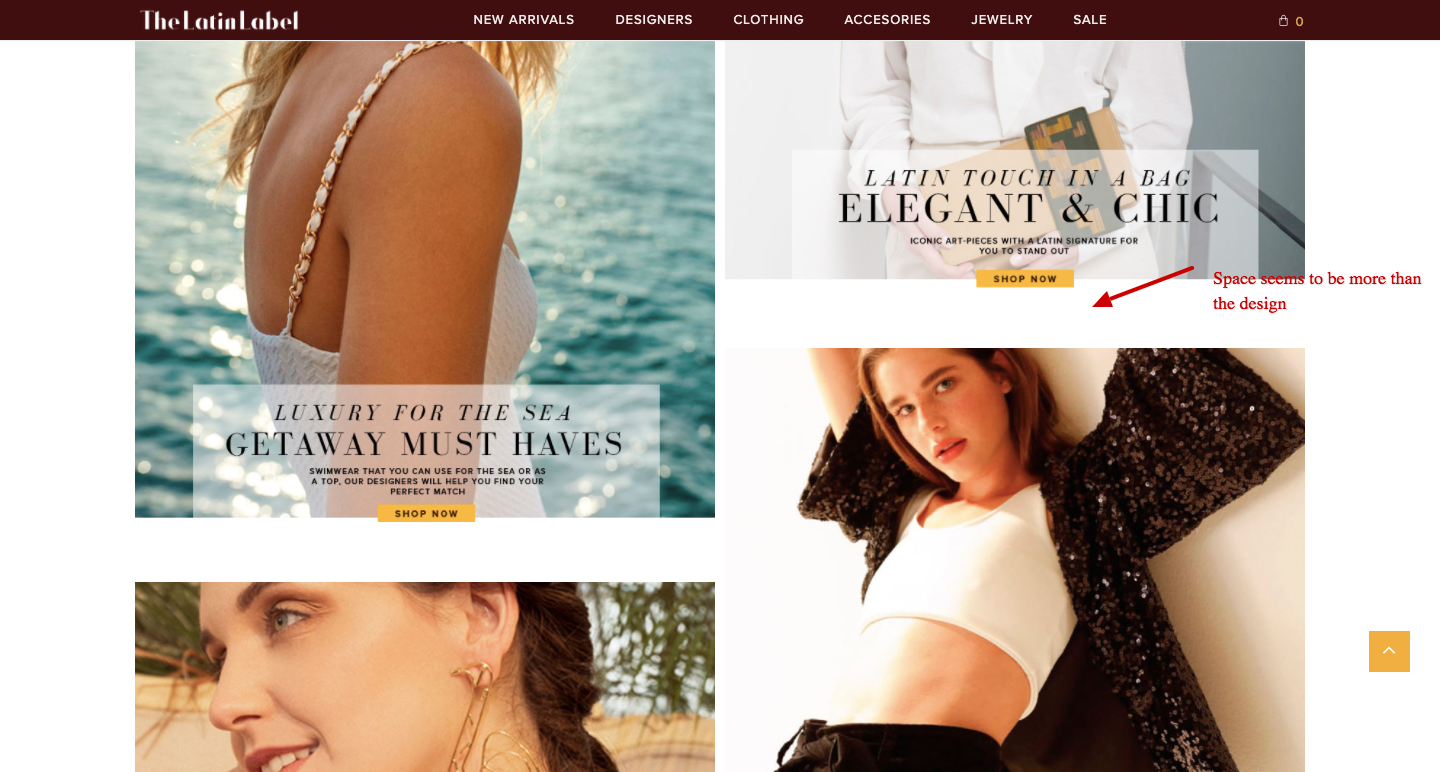 TheLatinLabel
NEW ARRIVALS
DESIGNERS
CLOTHING
ACCESORIES
JEWELRY
SALE
0
LATIN TOUCH IN A BAG
ELEGANT & CHIC
ICONIC ART-PIECES WITH A LATIN SIGNATURE FOR
YOU TO STAND OUT
SHOP NOW
Space seems to be more than
the design
LUXURY FOR THE SEA
GETAWAY MUST HAVES
SWIMWEAR THAT YOU CAN USE FOR THE SEA OR AS
A TOP, OUR DESIGNERS WILL HELP YOU FIND YOUR
PERFECT MATCH
SHOP NOW